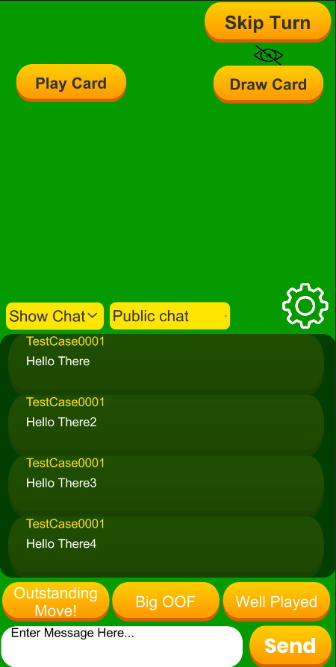 Skip Turn
Play Card
Draw Card
Show Chat
Public chat
TestCase0001
Hello There
TestCase0001
Hello There2
TestCase0001
Hello There3
TestCase0001
Hello There4
Outstanding
Move!
Big OOF
Well Played
Enter Message Here...
Send